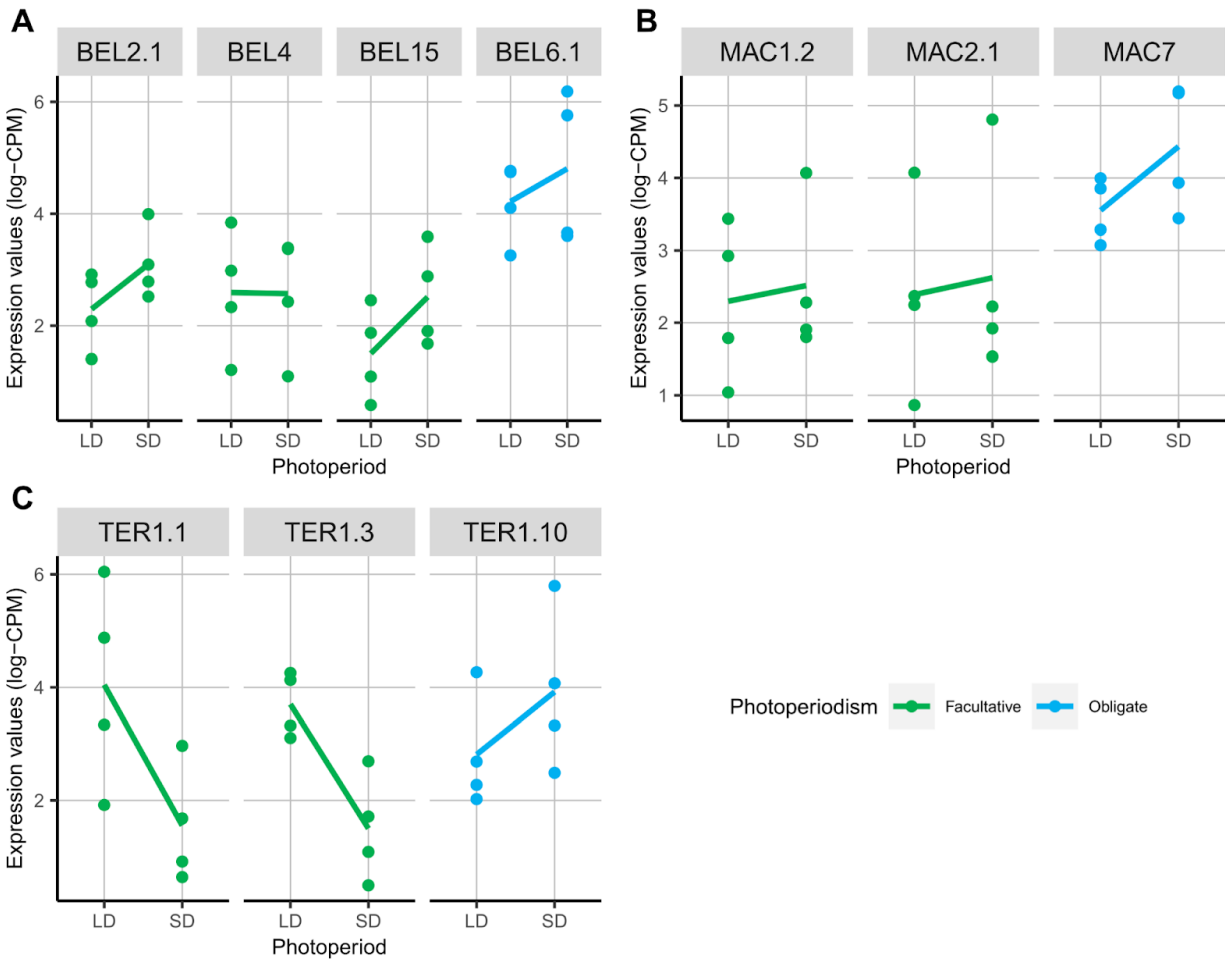 A
BEL2.1 BEL4 BEL15 BEL6.1
Expression values (log−CPM)
6
4
2
LD SD LD SD LD SD LD SD
Photoperiod
B
MAC1.2 MAC2.1 MAC7
Expression values (log−CPM)
5
4
3
2
1
LD SD LD SD LD SD
Photoperiod
C
TER1.1 TER1.3 TER1.10
Expression values (log−CPM)
6
4
2
LD SD LD SD LD SD
Photoperiod
Photoperiodism Facultative Obligate